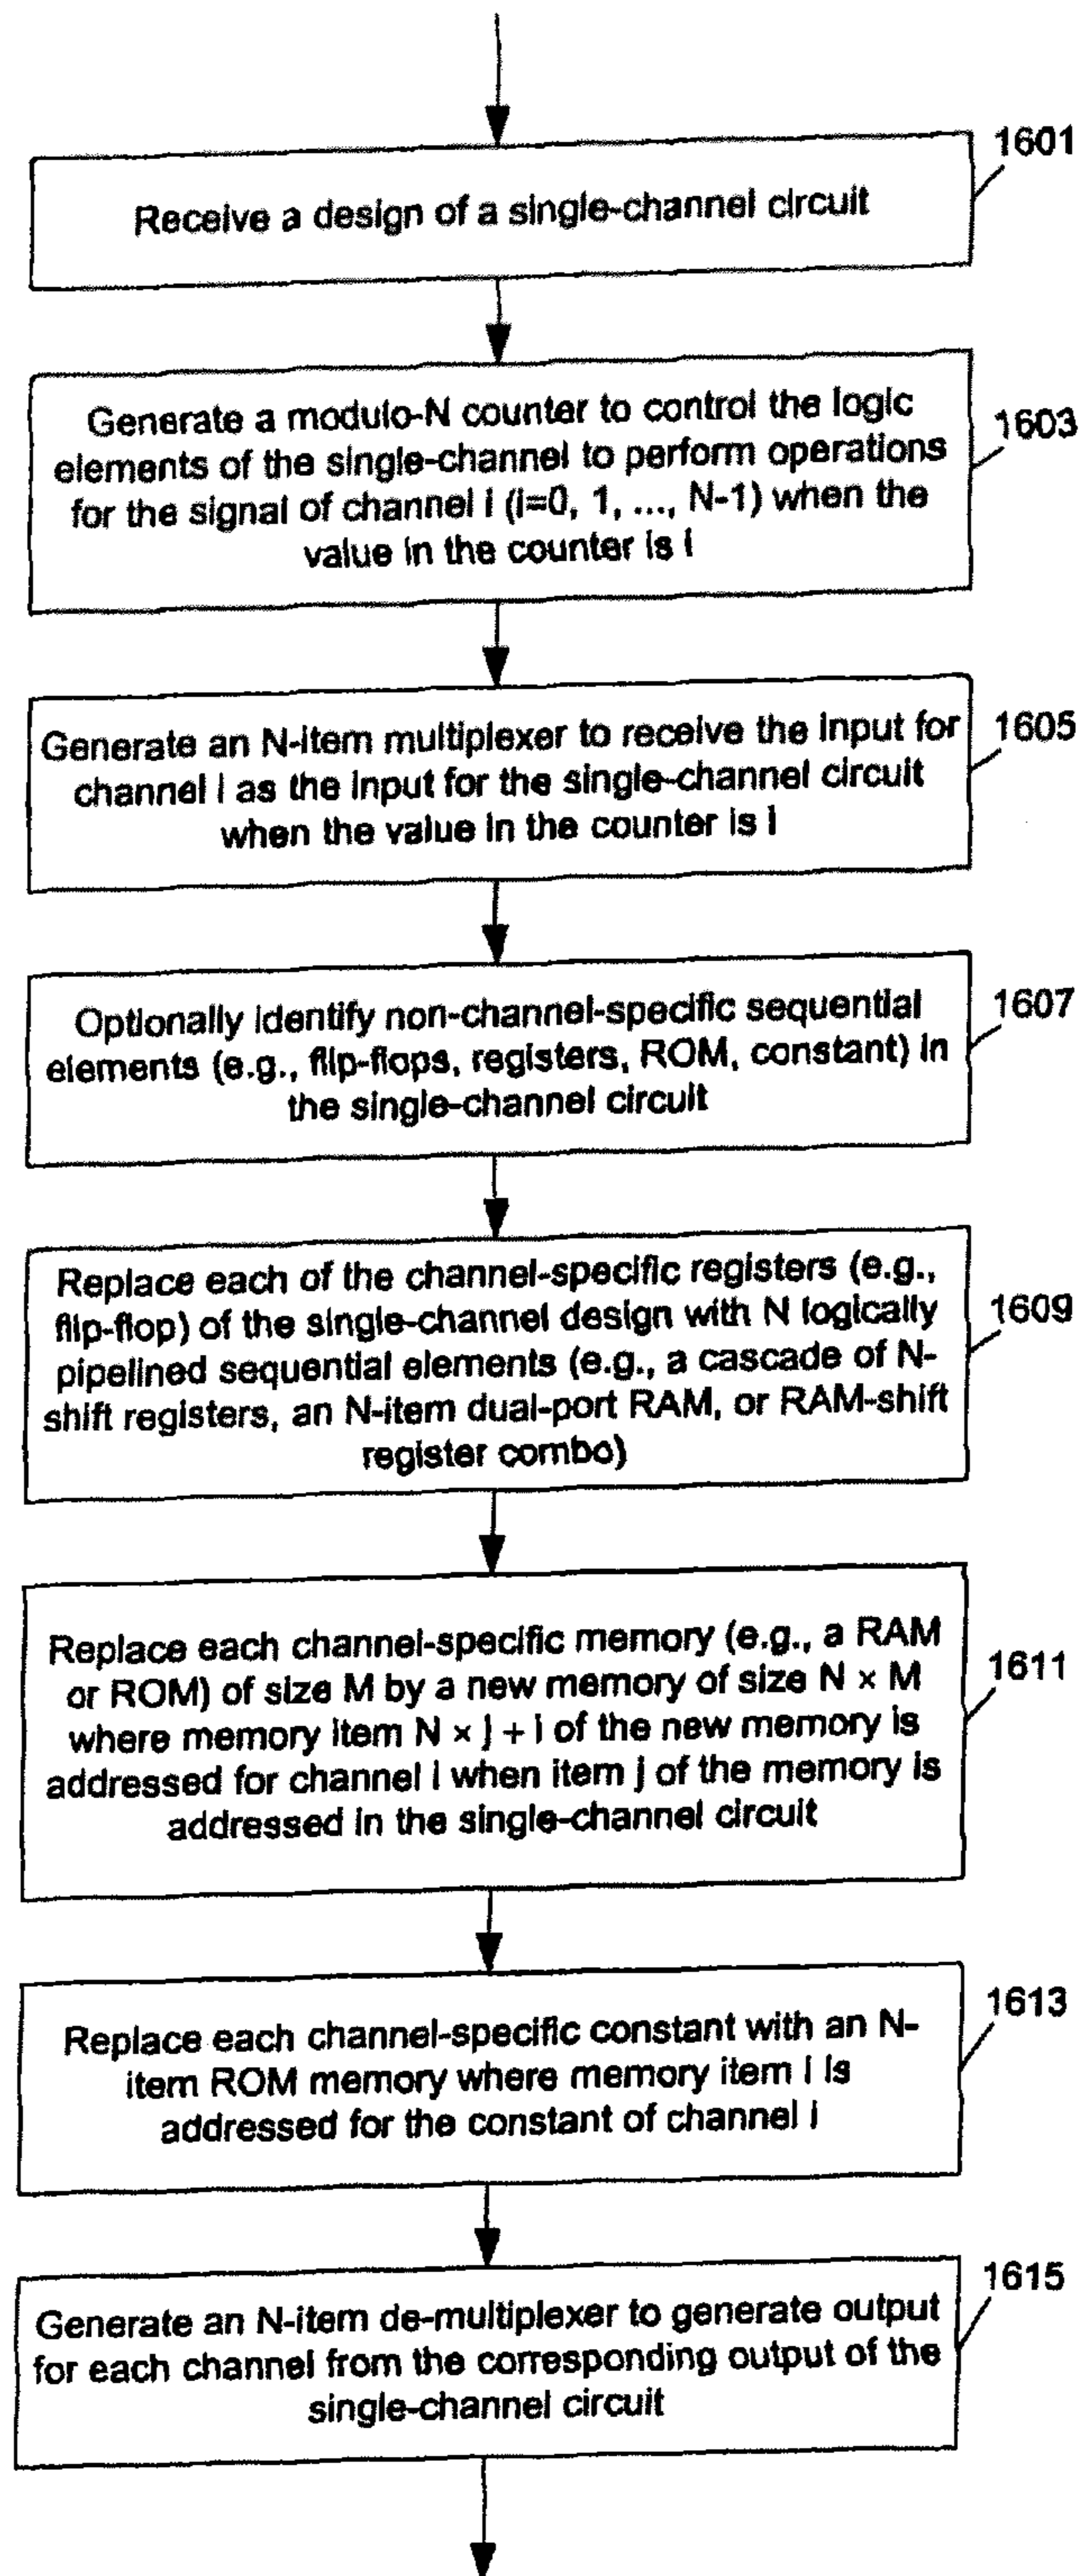 1601
Receive a design of a single-channel circuit
1603
Generate a modulo-N counter to control the logic
elements of the single-channel to perform operations
for the signal of channel i (i=0, 1, ..., N-1) when the
value in the counter is i
1605
Generate an N-item multiplexer to receive the input for
channel i as the input for the single-channel circuit
when the value in the counter is i
1607
Optionally identify non-channel-specific sequential
elements (e.g., flip-flops, registers, ROM, constant) in
the single-channel circuit
1609
Replace each of the channel-specific registers (e.g.,
flip-flop) of the single-channel design with N logically
pipelined sequential elements (e.g., a cascade of N-
shift registers, an N-item dual-port RAM, or RAM-shift
register combo)
1611
Replace each channel-specific memory (e.g., a RAM
or ROM) of size M by a new memory of size N × M
where memory item N × j + i of the new memory is
addressed for channel i when item j of the memory is
addressed in the single-channel circuit
1613
Replace each channel-specific constant with an N-
item ROM memory where memory item i is
addressed for the constant of channel i
1615
Generate an N-item de-multiplexer to generate output
for each channel from the corresponding output of the
single-channel circuit